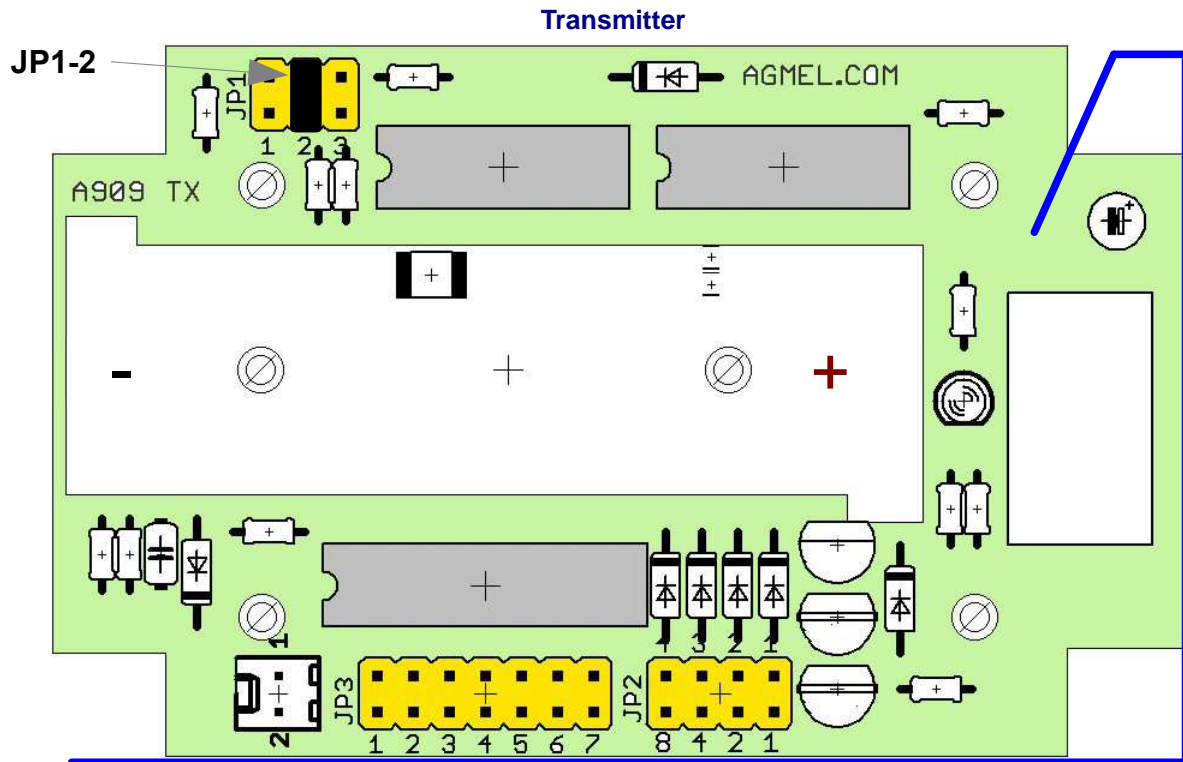 Transmitter
JP1-2
JP1
AGMEL.COM
1 2 3
A909 TX
-
+
4 3 2 1
1
JP3
JP2
2
1 2 3 4 5 6 7
8 4 2 1